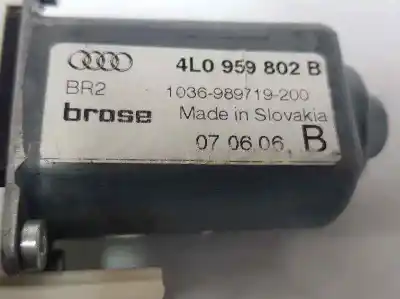 4L0 959 802 B
BR2 1036-989719-200
brose Made in Slovakia
07 06.06. B